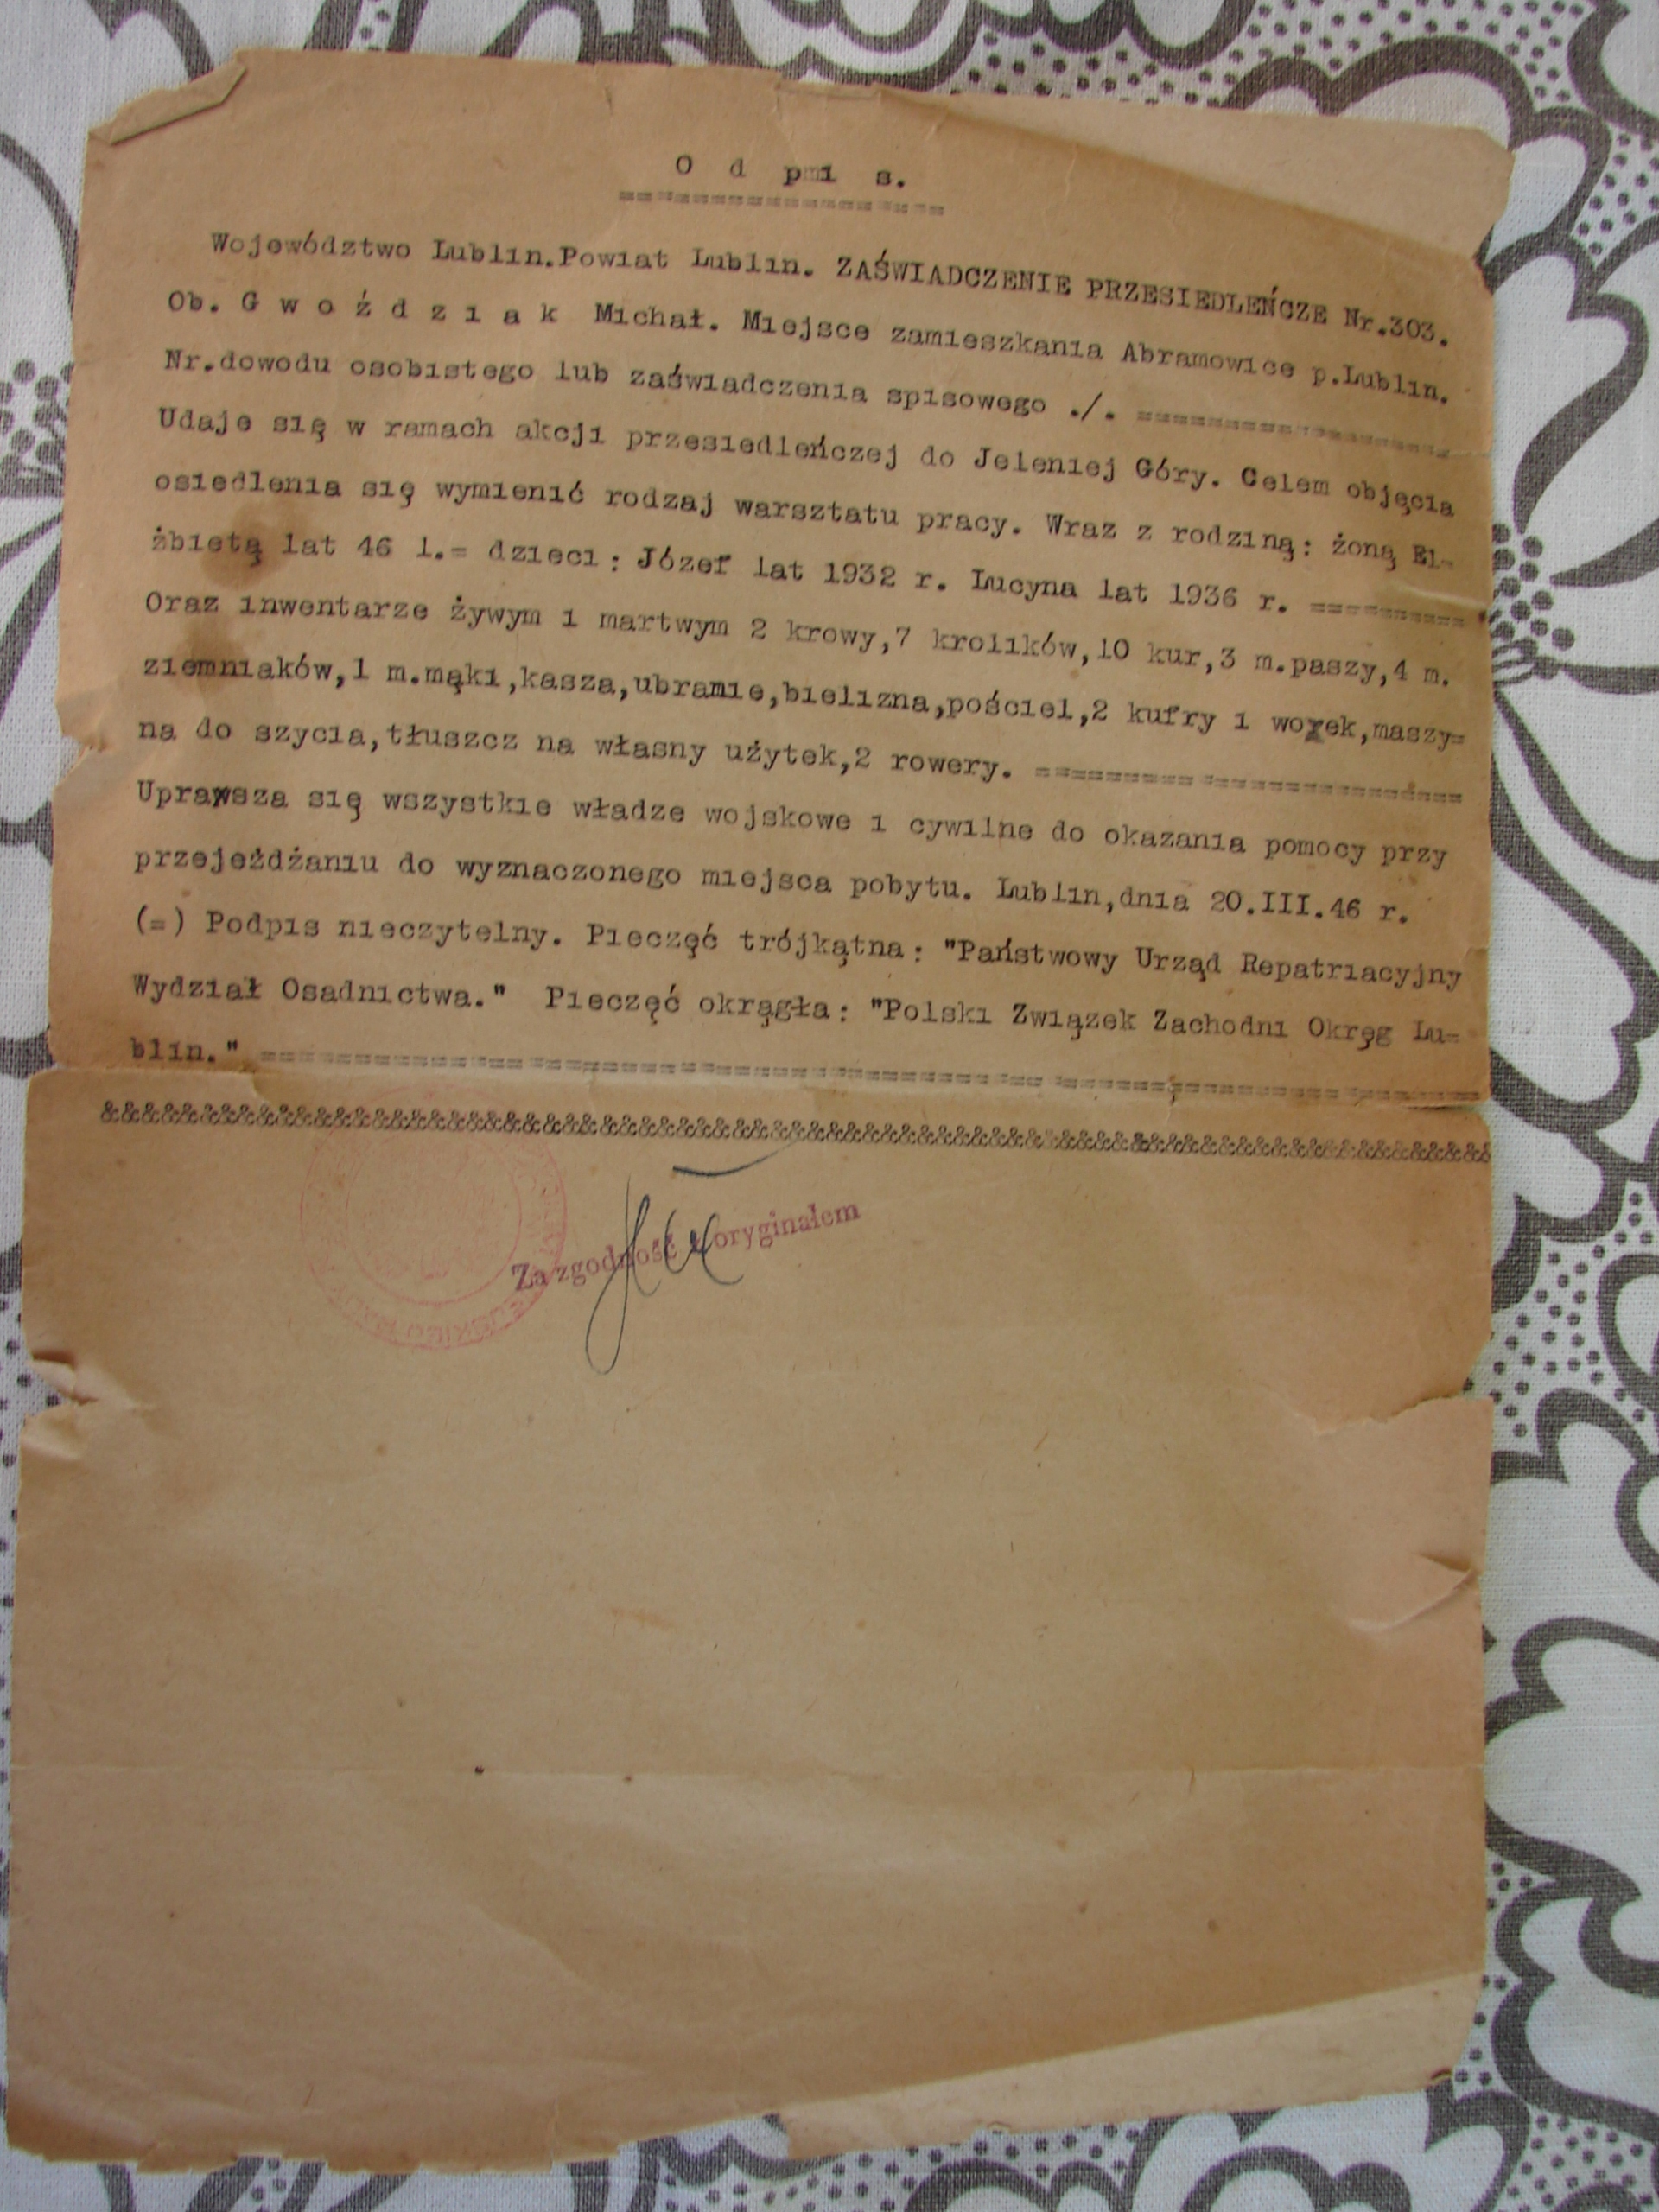 O d p i s.
==================
Województwo Lublin.Powiat Lublin. ZAŚWIADCZENIE PRZESIEDLEŃCZE Nr.303.
Ob. G w o ź d z i a k Michał. Miejsce zamieszkania Abramowice p.Lublin.
Nr.dowodu osobistego lub zaświadczenia spisowego ./. ==================
Udaje się w ramach akcji przesiedleńczej do Jeleniej Góry. Celem objęcia
osiedlenia się wymienić rodzaj warsztatu pracy. Wraz z rodziną: żoną El-
żbietą lat 46 l.= dzieci: Józef lat 1932 r. Lucyna lat 1936 r. =========
Oraz inwentarze żywym i martwym 2 krowy,7 krolików,10 kur,3 m.paszy,4 m.
ziemniaków,1 m.mąki,kasza,ubranie,bielizna,pościel,2 kufry i worek,maszy=
na do szycia,tłuszcz na własny użytek,2 rowery. ========================
Uprawsza się wszystkie władze wojskowe i cywilne do okazania pomocy przy
przejeżdżaniu do wyznaczonego miejsca pobytu. Lublin,dnia 20.III.46 r.
(=) Podpis nieczytelny. Pieczęć trójkątna: "Państwowy Urząd Repatriacyjny
Wydział Osadnictwa." Pieczęć okrągła: "Polski Związek Zachodni Okręg Lu=
blin." =================================================================
&&&&&&&&&&&&&&&&&&&&&&&&&&&&&&&&&&&&&&&&&&&&&&&&&&&&&&&&&&&&&&&&&&&&&&&&
Za zgodność z oryginałem